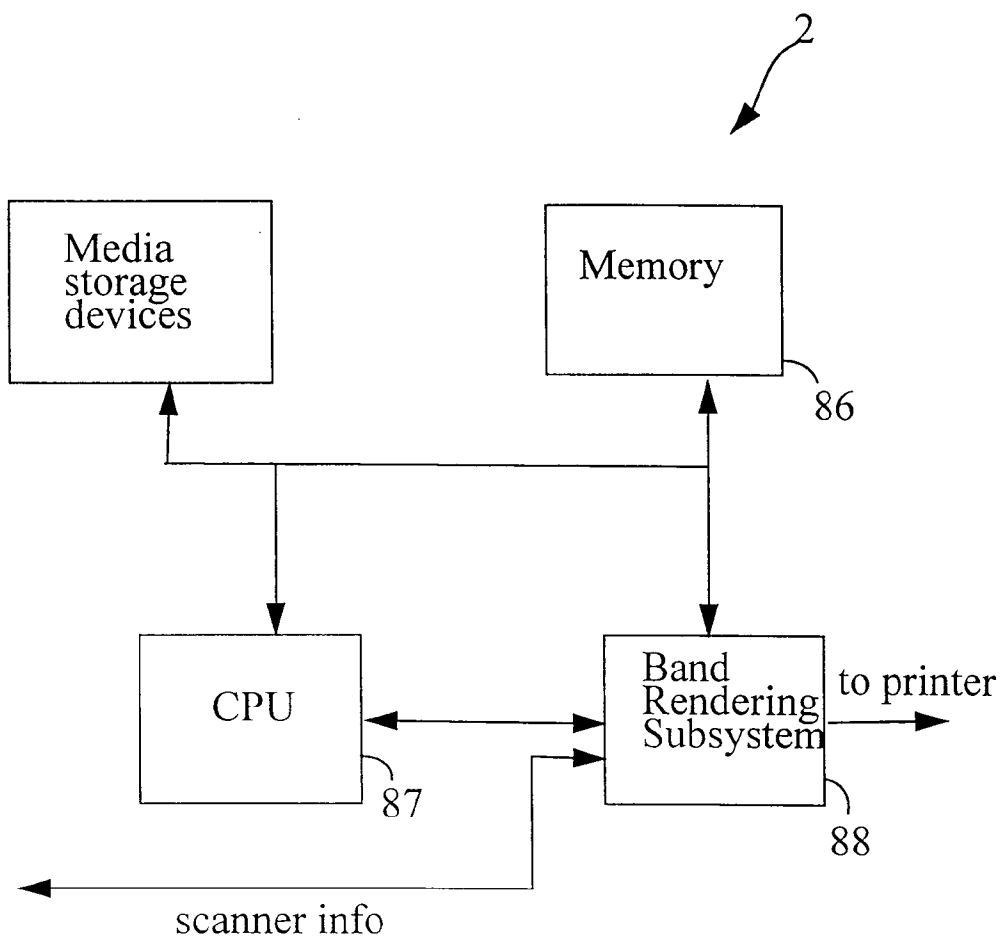 2
Media
storage
devices
Memory
86
CPU
87
Band
Rendering
Subsystem
88
to printer
scanner info